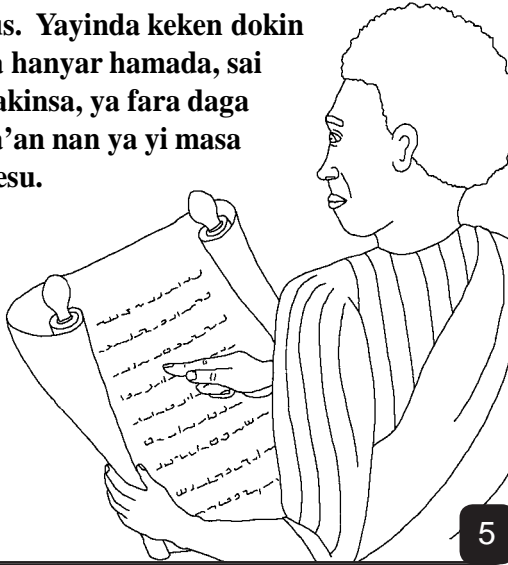 us. Yayinda keken dokin
hanyar hamada, sai
akinsa, ya fara daga
a'an nan ya yi masa
esu.
5